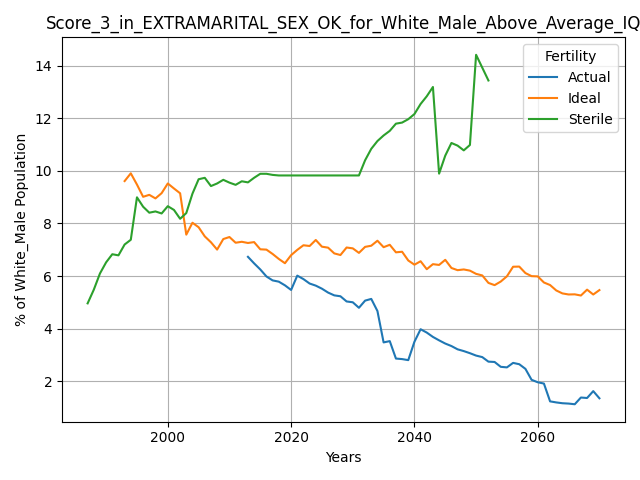 Score_3_in_EXTRAMARITAL_SEX_OK_for_White_Male_Above_Average_IQ
Fertility
Actual
Ideal
Sterile
% of White_Male Population
14
12
10
8
6
4
2
2000
2020
2040
2060
Years